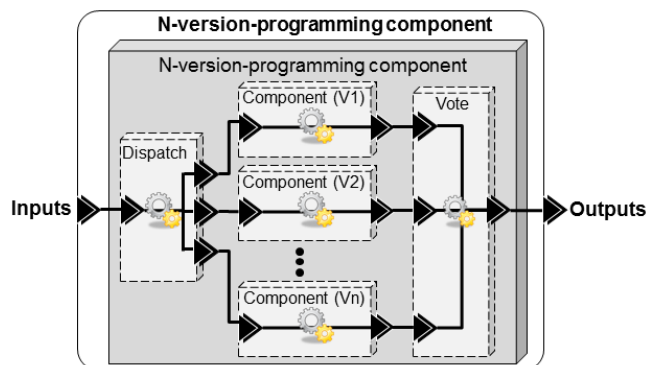 N-version-programming component
N-version-programming component
Component (V1)
Vote
Dispatch
Component (V2)
Inputs
Outputs
Component (Vn)